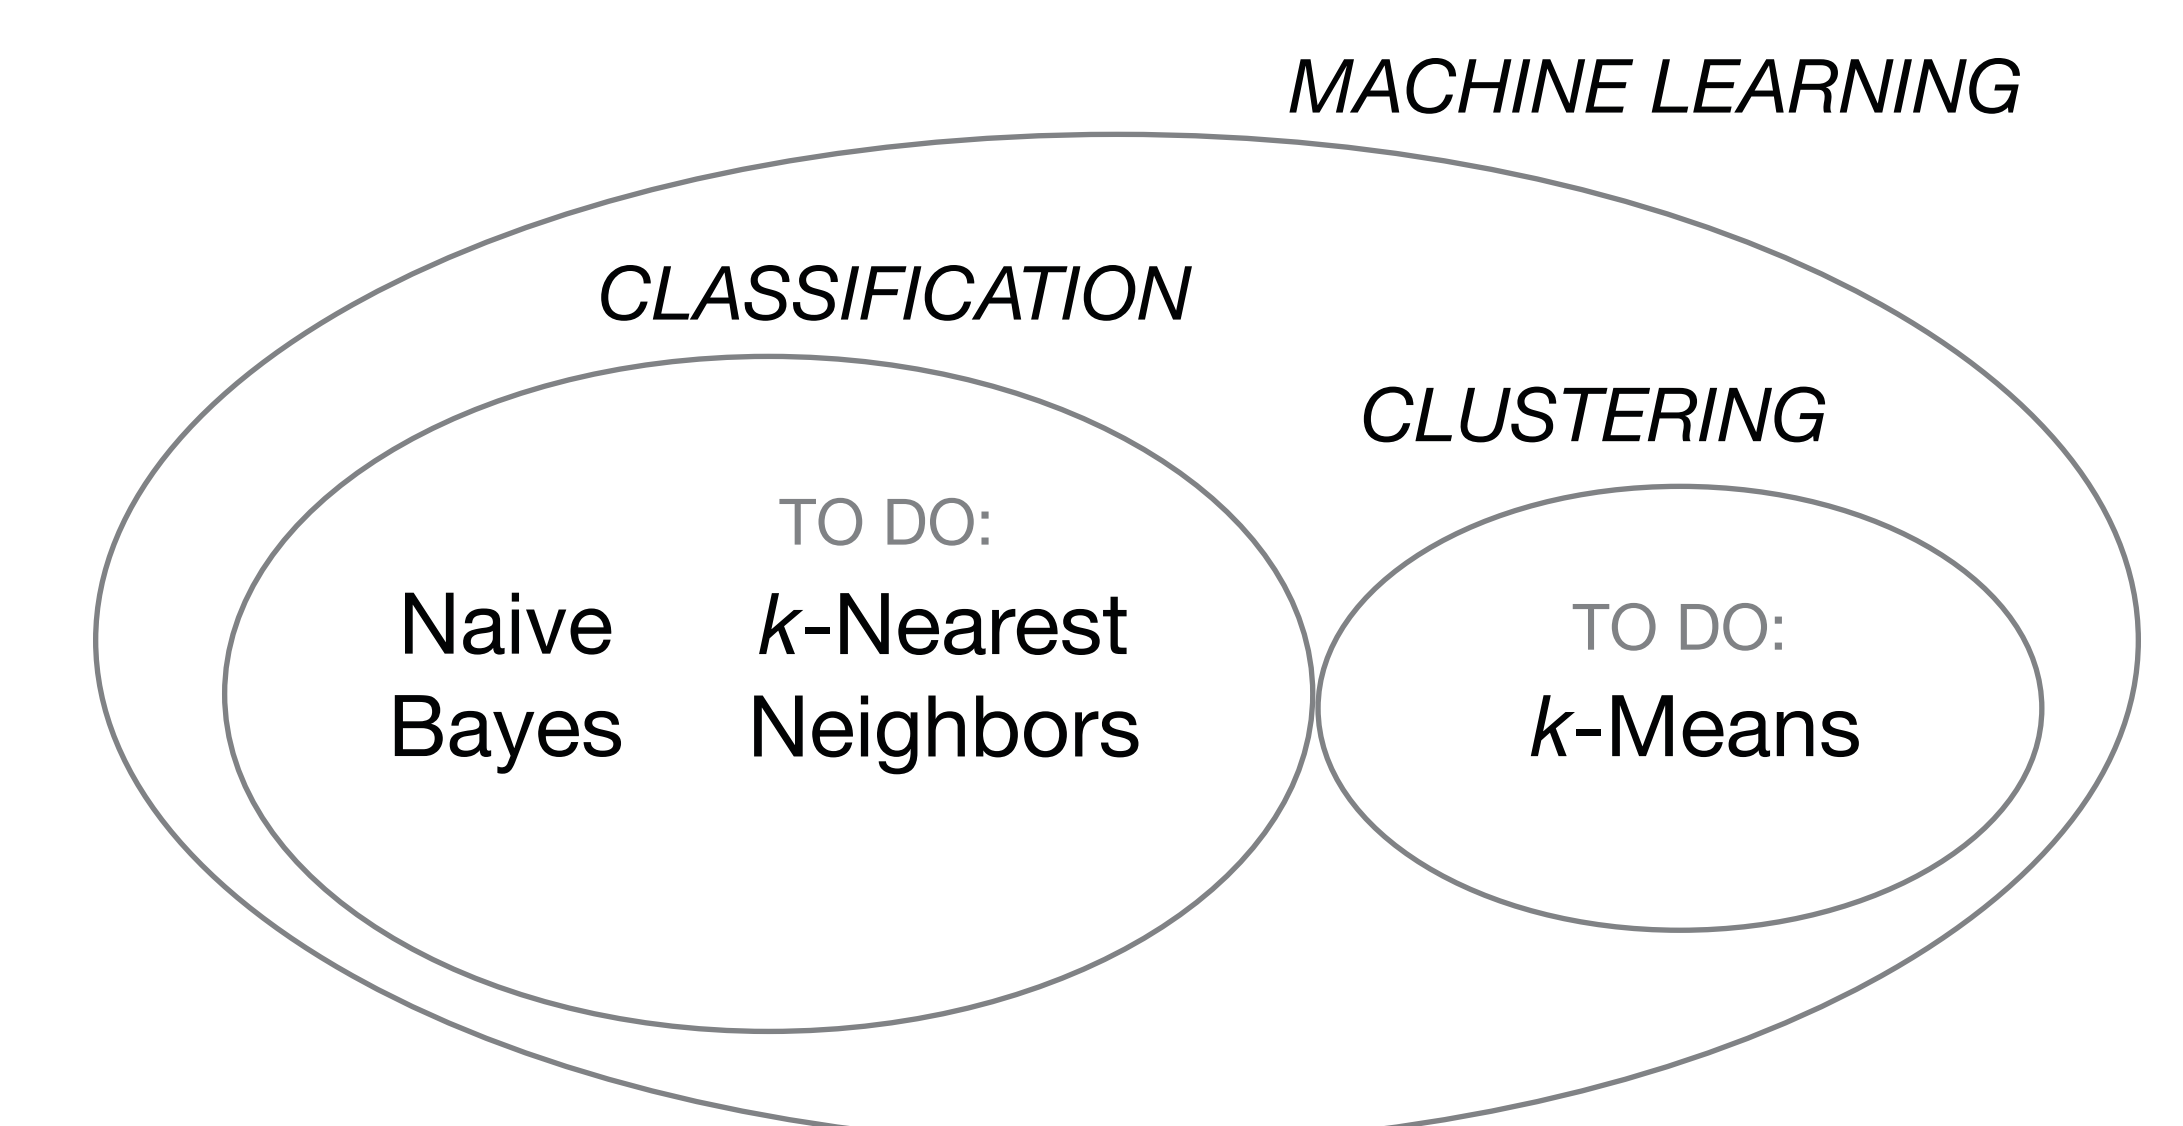 MACHINE LEARNING
CLASSIFICATION
CLUSTERING
TO DO:
Naive
Bayes
k-Nearest
Neighbors
TO DO:
k-Means